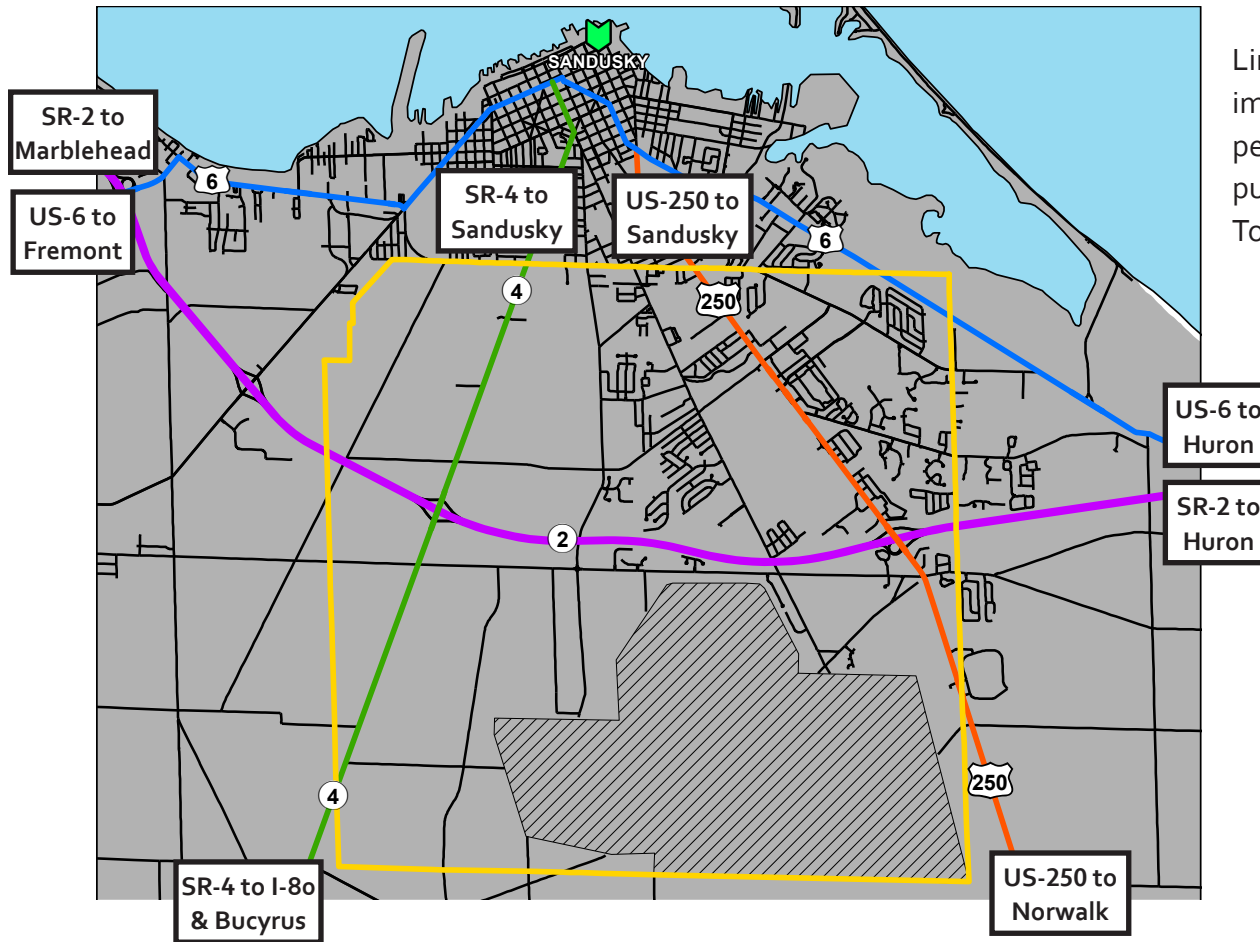 SANDUSKY
SR-2 to
Marblehead
US-6 to
Fremont
6
SR-4 to
Sandusky
US-250 to
Sandusky
6
4
250
US-6 to
Huron
SR-2 to
Huron
2
4
250
SR-4 to I-80
& Bucyrus
US-250 to
Norwalk